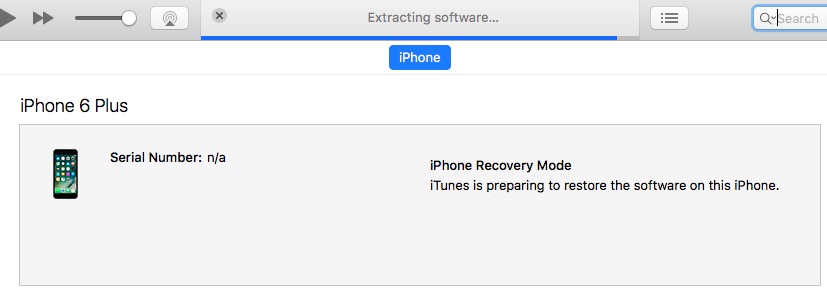 Extracting software...
Search
iPhone
iPhone 6 Plus
Serial Number: n/a
iPhone Recovery Mode
iTunes is preparing to restore the software on this iPhone.